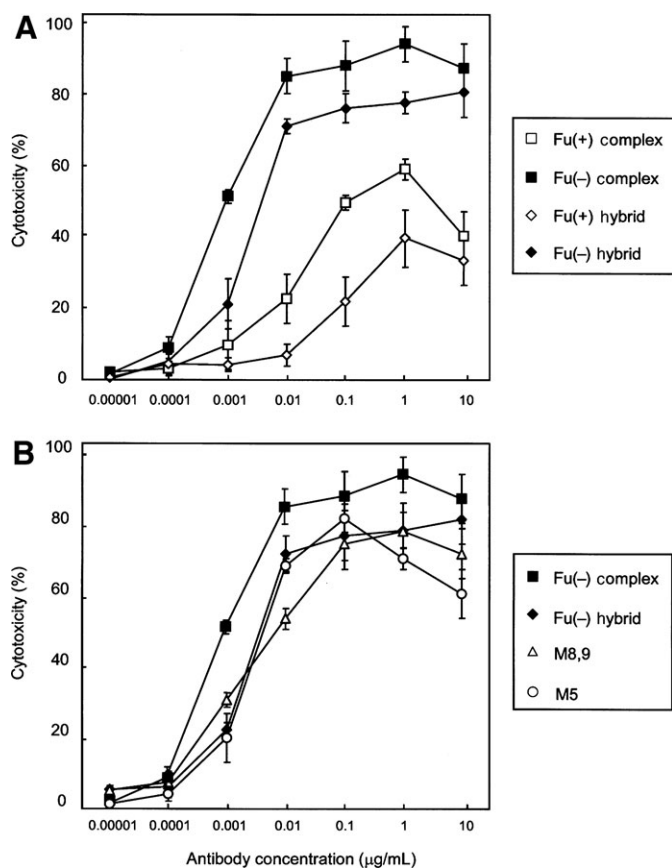 A
100
80
60
40
20
0
Cytotoxicity (%)
0.00001 0.0001 0.001 0.01 0.1 1 10
Fu(+) complex
Fu(–) complex
Fu(+) hybrid
Fu(–) hybrid
B
100
80
60
40
20
0
Cytotoxicity (%)
0.00001 0.0001 0.001 0.01 0.1 1 10
Antibody concentration (μg/mL)
Fu(–) complex
Fu(–) hybrid
M8,9
M5